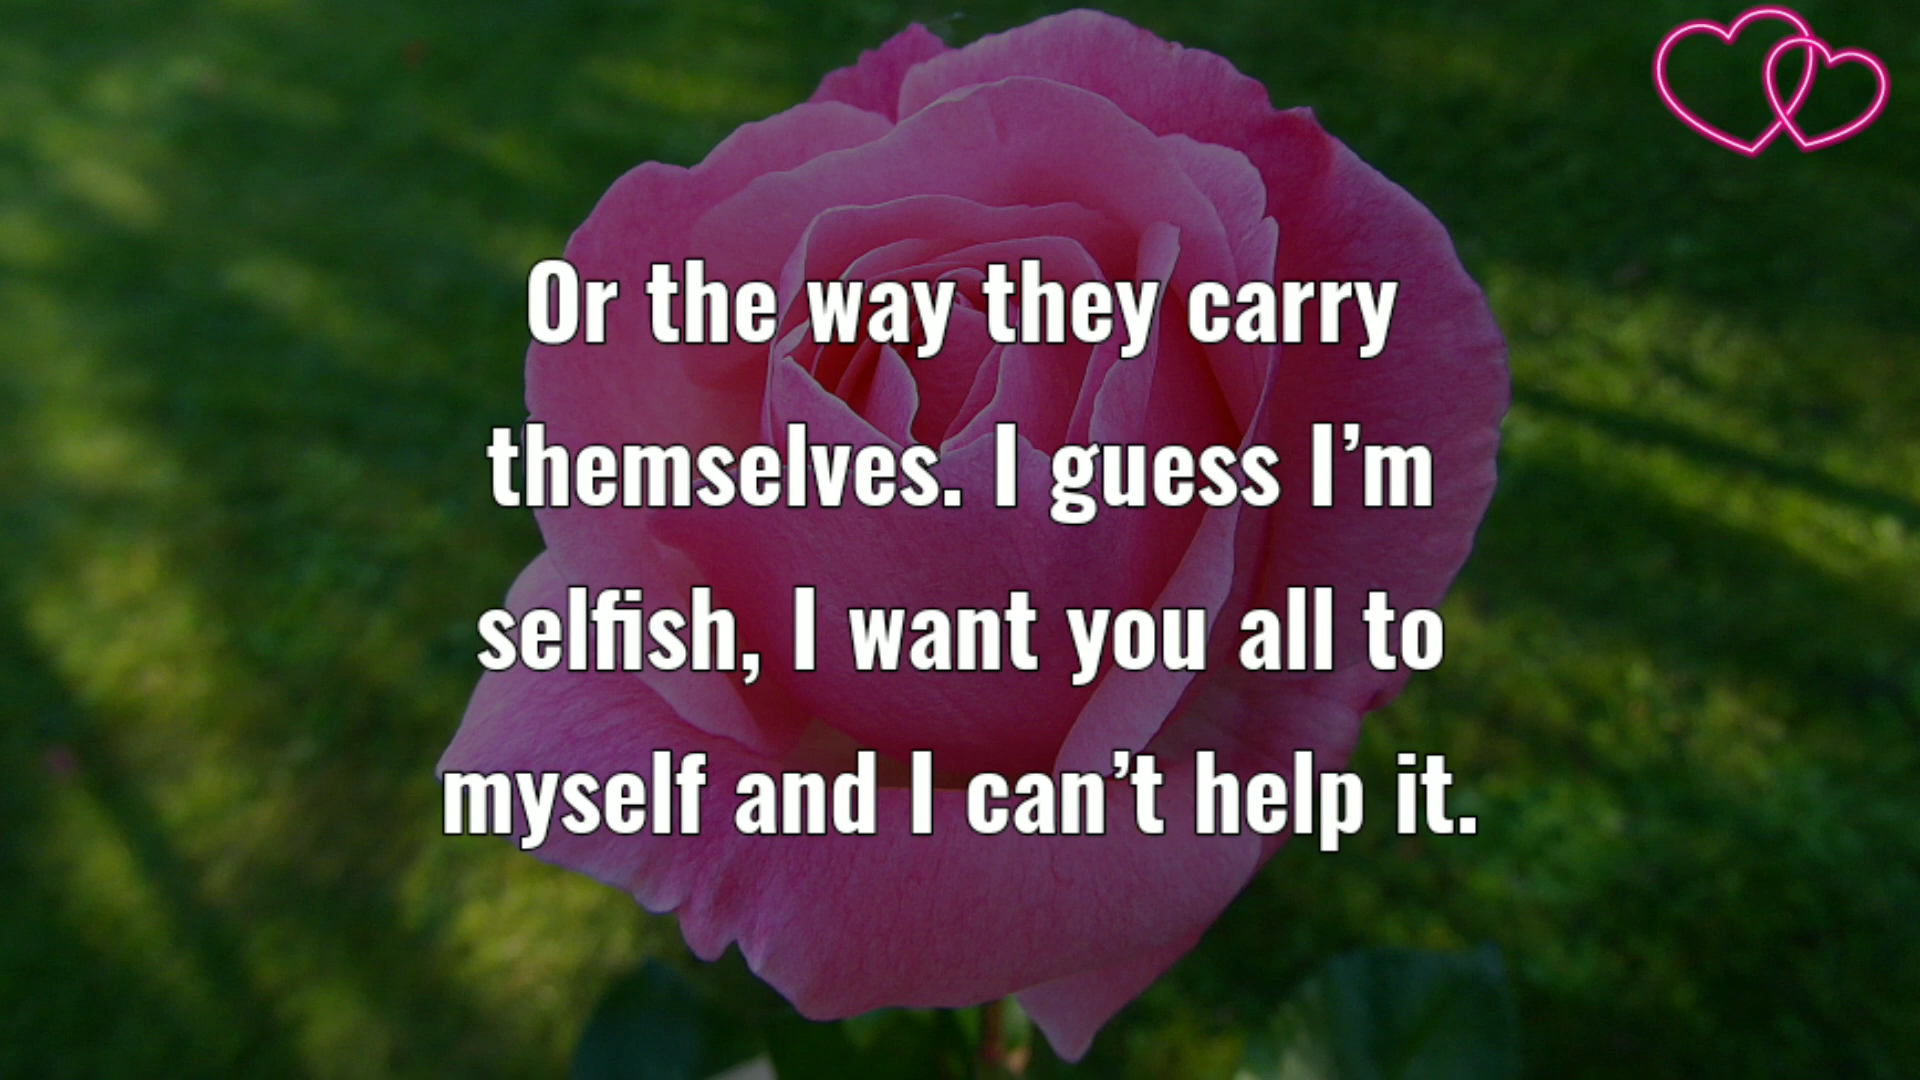 Or the way they carry
themselves. I guess I’m
selfish, I want you all to
myself and I can’t help it.